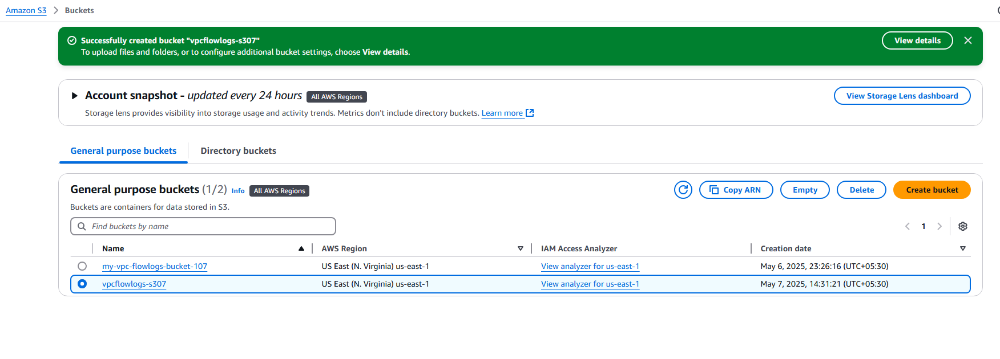 Amazon S3 > Buckets
Successfully created bucket "vpcflowlogs-s307"
To upload files and folders, or to configure additional bucket settings, choose View details.
View details
Account snapshot - updated every 24 hours All AWS Regions
View Storage Lens dashboard
Storage lens provides visibility into storage usage and activity trends. Metrics don't include directory buckets. Learn more
General purpose buckets Directory buckets
General purpose buckets (1/2) Info All AWS Regions
Copy ARN Empty Delete Create bucket
Buckets are containers for data stored in S3.
Find buckets by name
1
Name AWS Region IAM Access Analyzer Creation date
my-vpc-flowlogs-bucket-107 US East (N. Virginia) us-east-1 View analyzer for us-east-1 May 6, 2025, 23:26:16 (UTC+05:30)
vpcflowlogs-s307 US East (N. Virginia) us-east-1 View analyzer for us-east-1 May 7, 2025, 14:31:21 (UTC+05:30)